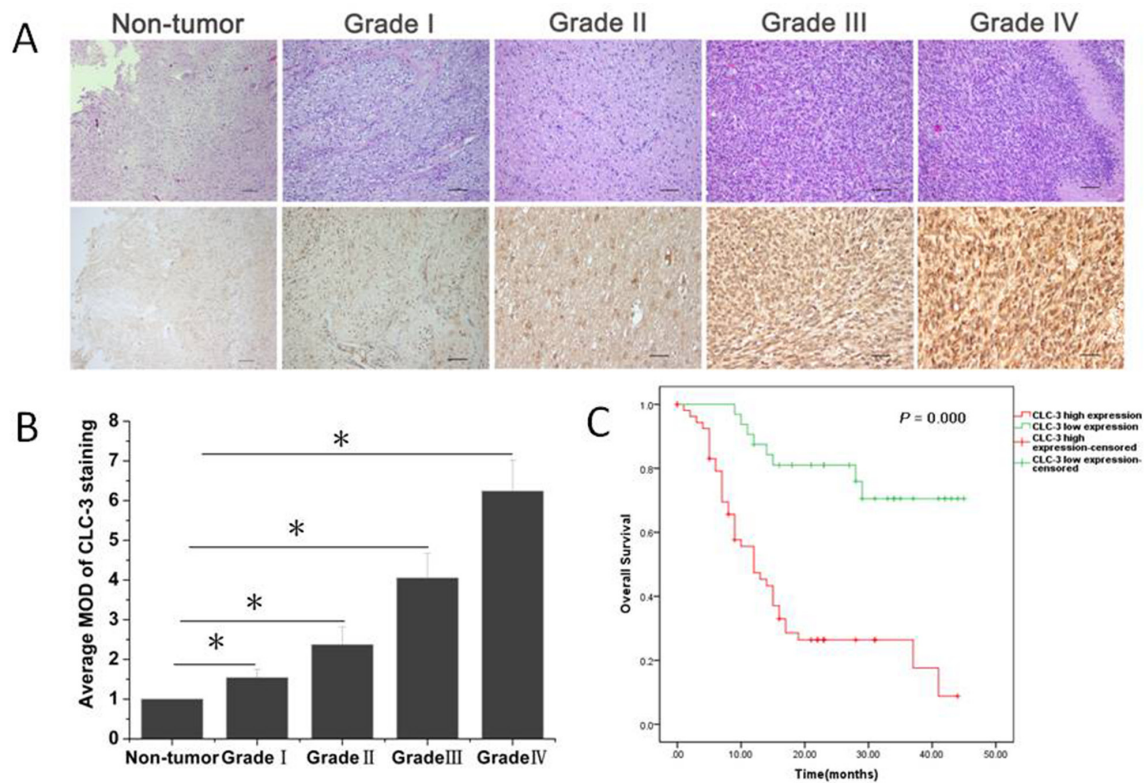 A
Non-tumor Grade I Grade II Grade III Grade IV
B
Average MOD of CLC-3 staining
8
7
6
5
4
3
2
1
0
*
*
*
*
Non-tumor Grade Ⅰ Grade Ⅱ GradeⅢ GradeⅣ
C
P = 0.000
CLC-3 high expression
CLC-3 low expression
CLC-3 high
expression-censored
CLC-3 low expression-
censored
Overall Survival
1.0
0.8
0.6
0.4
0.2
0.0
.00 10.00 20.00 30.00 40.00 50.00
Time(months)